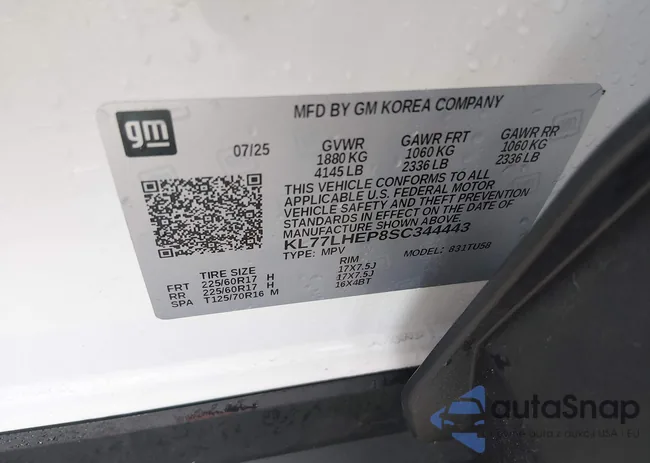 MFD BY GM KOREA COMPANY
gm
07/25
GVWR
1880 KG
4145 LB
GAWR FRT
1060 KG
2336 LB
GAWR RR
1060 KG
2336 LB
THIS VEHICLE CONFORMS TO ALL
APPLICABLE U.S. FEDERAL MOTOR
VEHICLE SAFETY AND THEFT PREVENTION
STANDARDS IN EFFECT ON THE DATE OF
MANUFACTURE SHOWN ABOVE.
KL77LHEP8SC344443
TYPE: MPV MODEL: 831TU58
TIRE SIZE RIM
FRT 225/60R17 H 17X7.5J
RR 225/60R17 H 17X7.5J
SPA T125/70R16 M 16X4BT
autaSnap